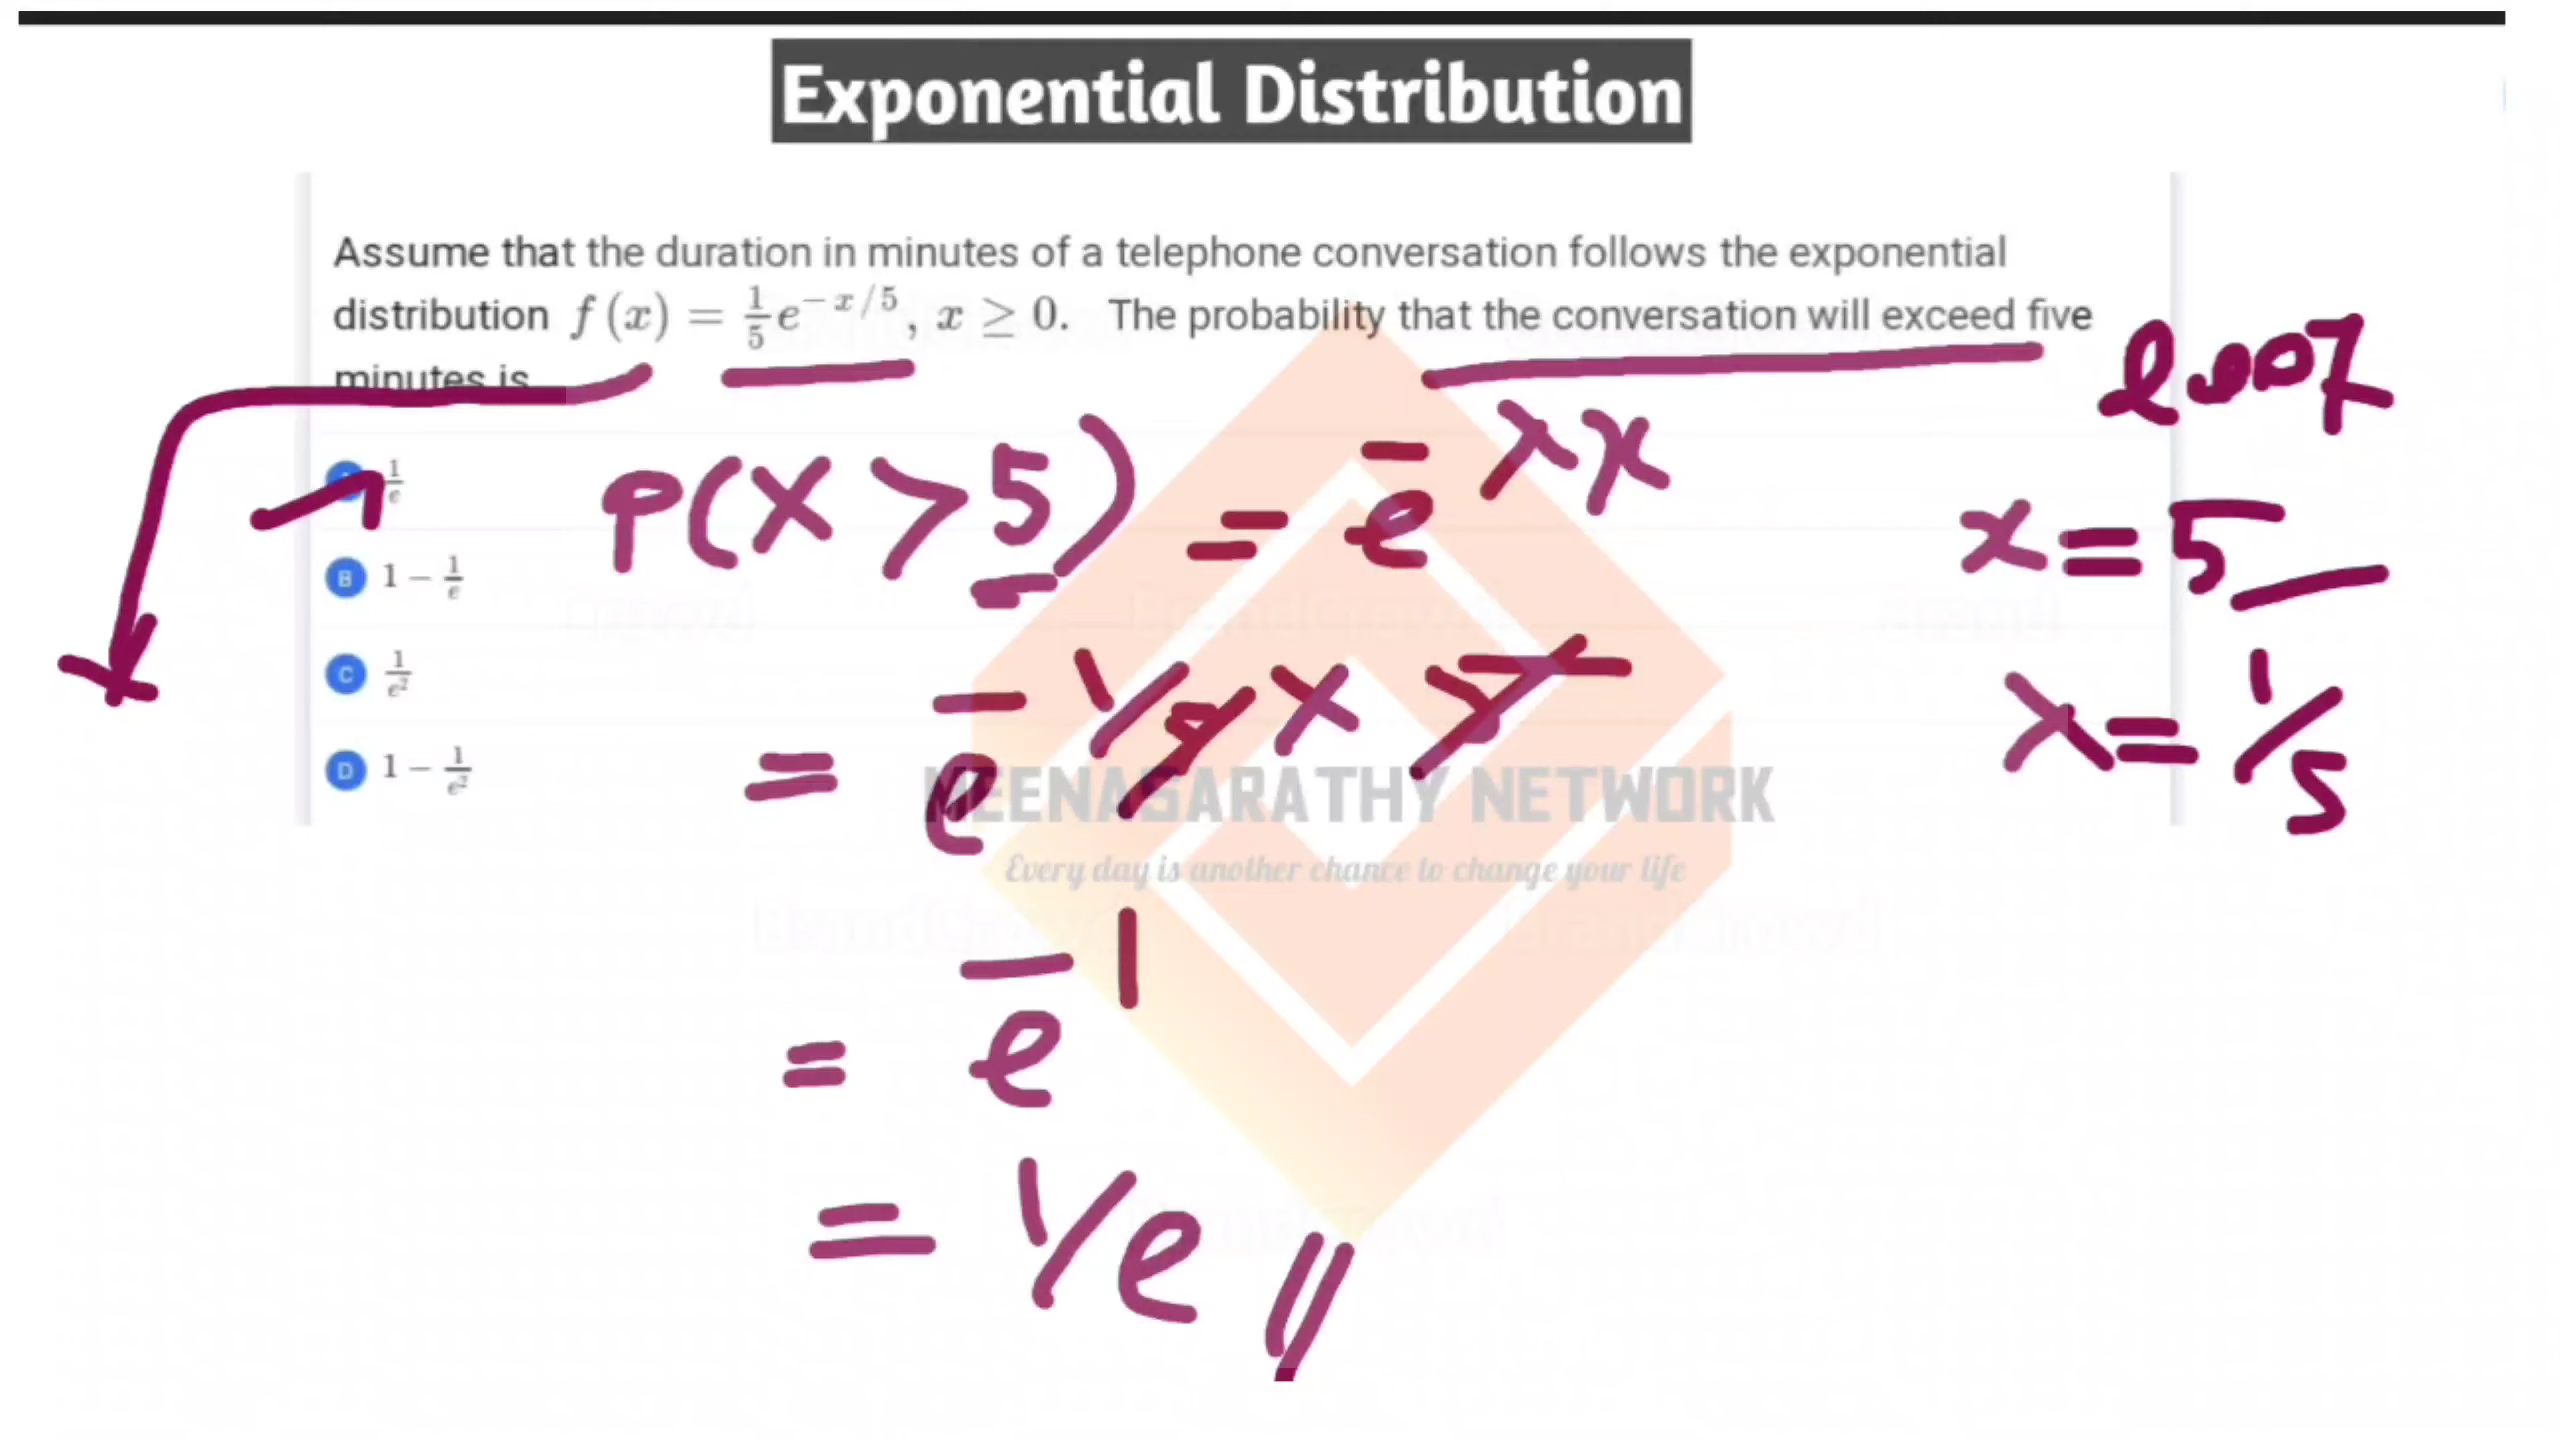 Exponential Distribution
Assume that the duration in minutes of a telephone conversation follows the exponential
distribution f (x) = 1/5 e^{−x/5}, x ≥ 0. The probability that the conversation will exceed five
minutes is
2007
1/e
P(X > 5) = e^{-λx}
x = 5
B 1 − 1/e
C 1/e²
λ = 1/5
= e^{-1/5 × 5}
D 1 − 1/e²
MEENASARATHY NETWORK
Every day is another chance to change your life
= e^{-1}
= 1/e //